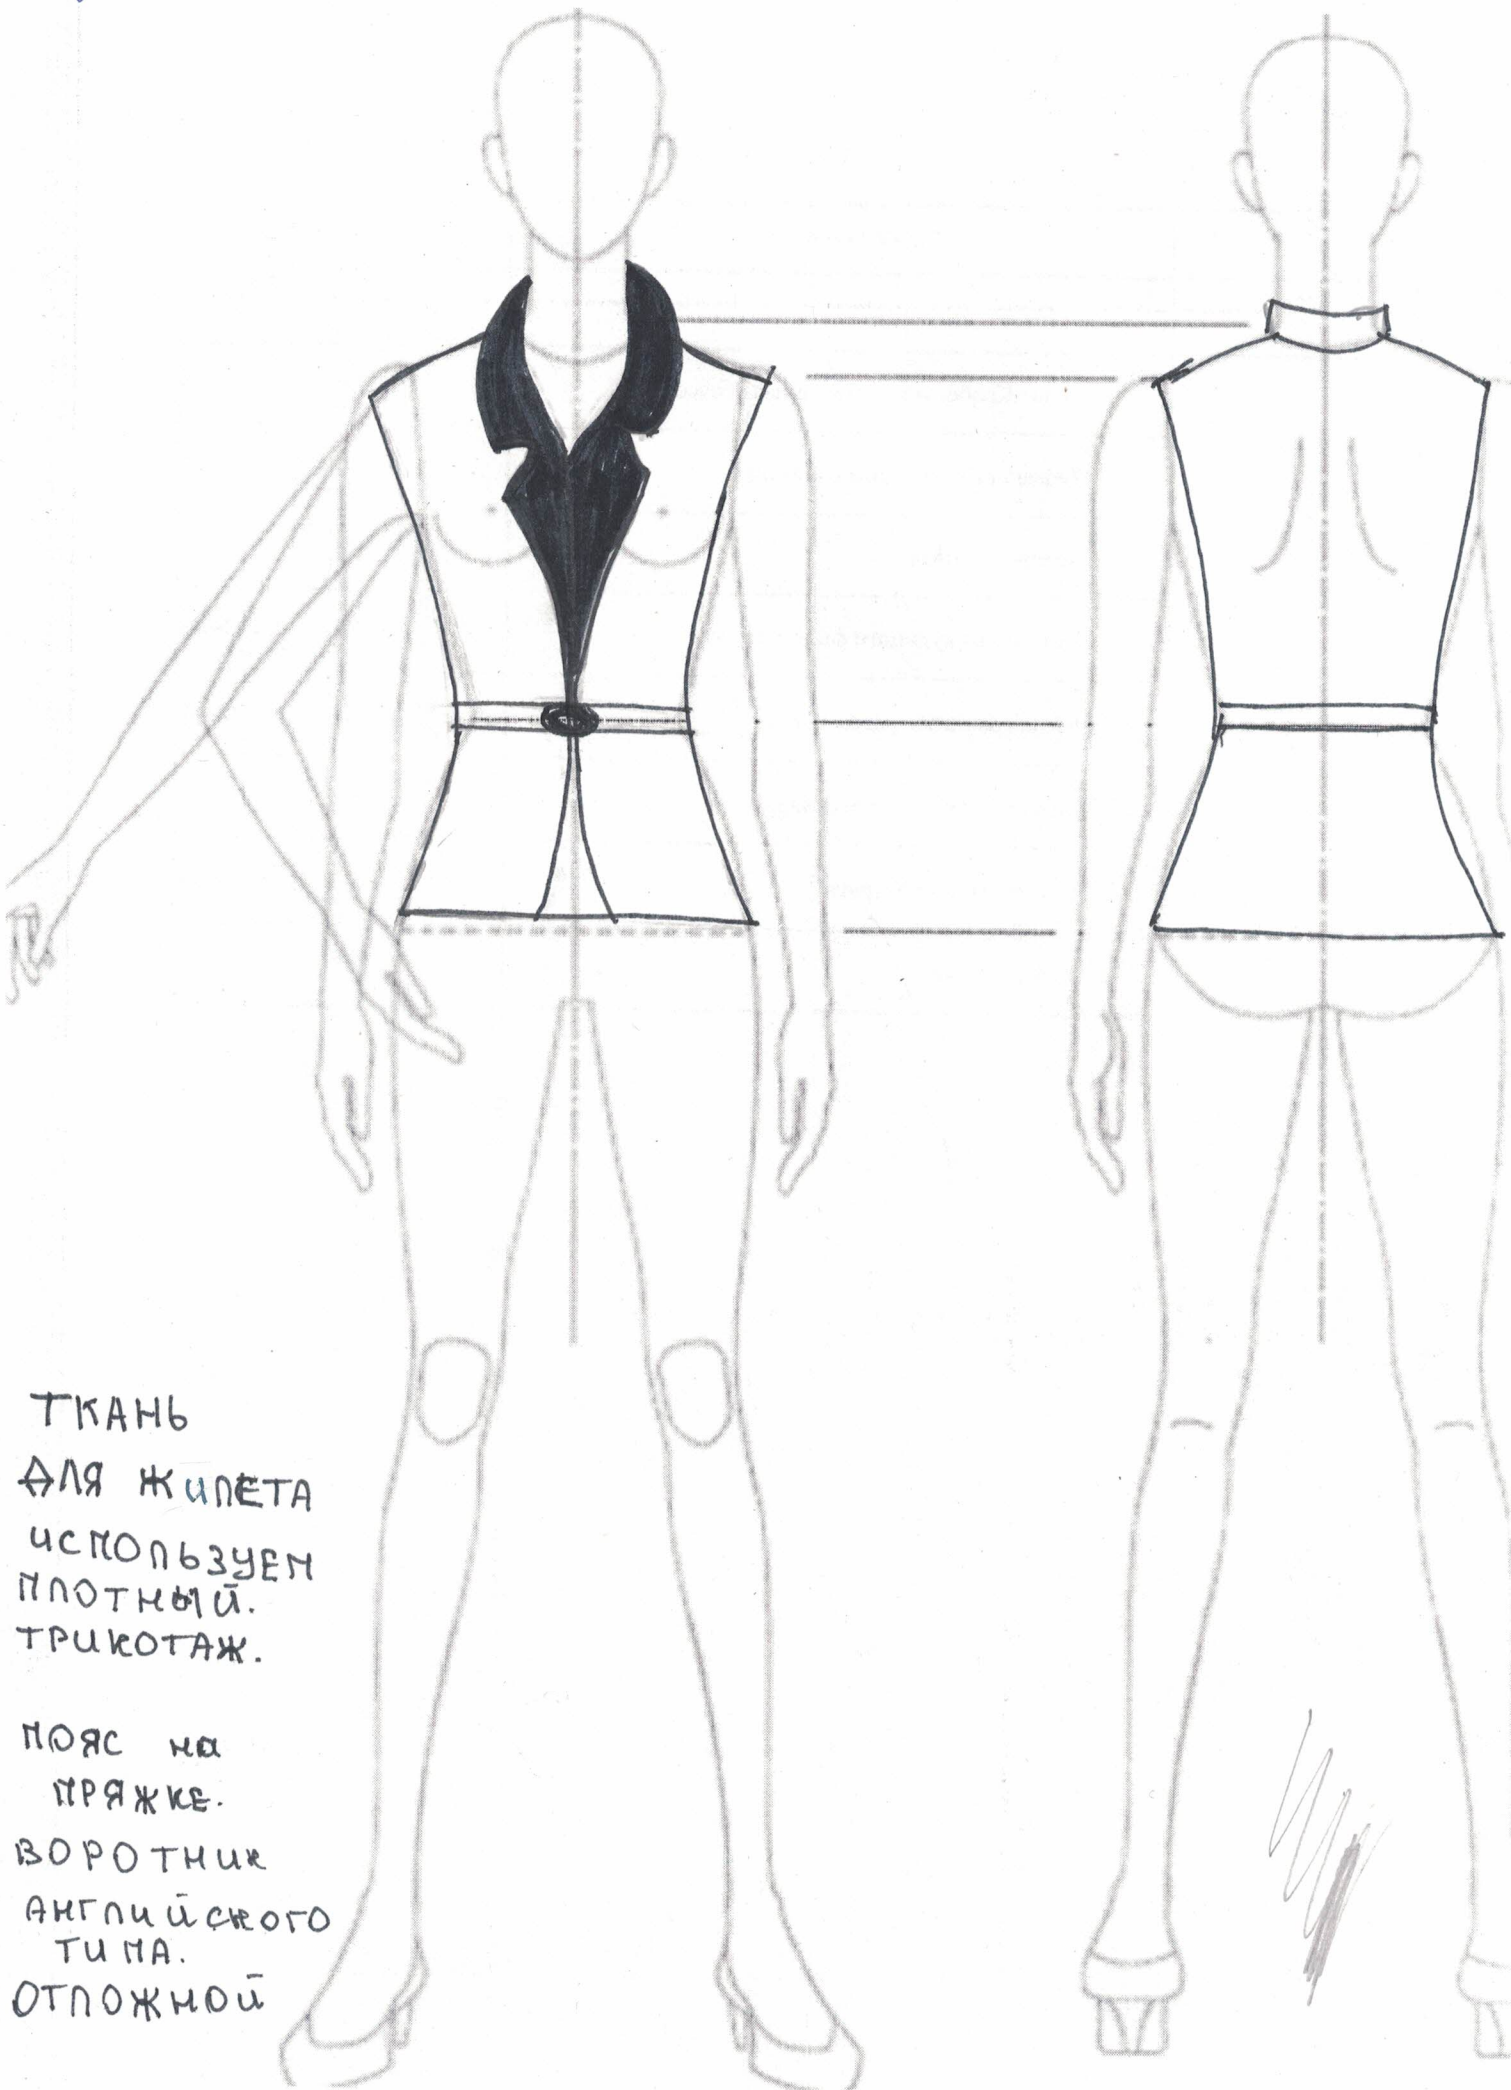 ТКАНЬ
ДЛЯ ЖИЛЕТА
ИСПОЛЬЗУЕМ
ПЛОТНЫЙ.
ТРИКОТАЖ.
ПОЯС на
ПРЯЖКЕ.
ВОРОТНИК
АНГЛИЙСКОГО
ТИПА.
ОТЛОЖНОЙ